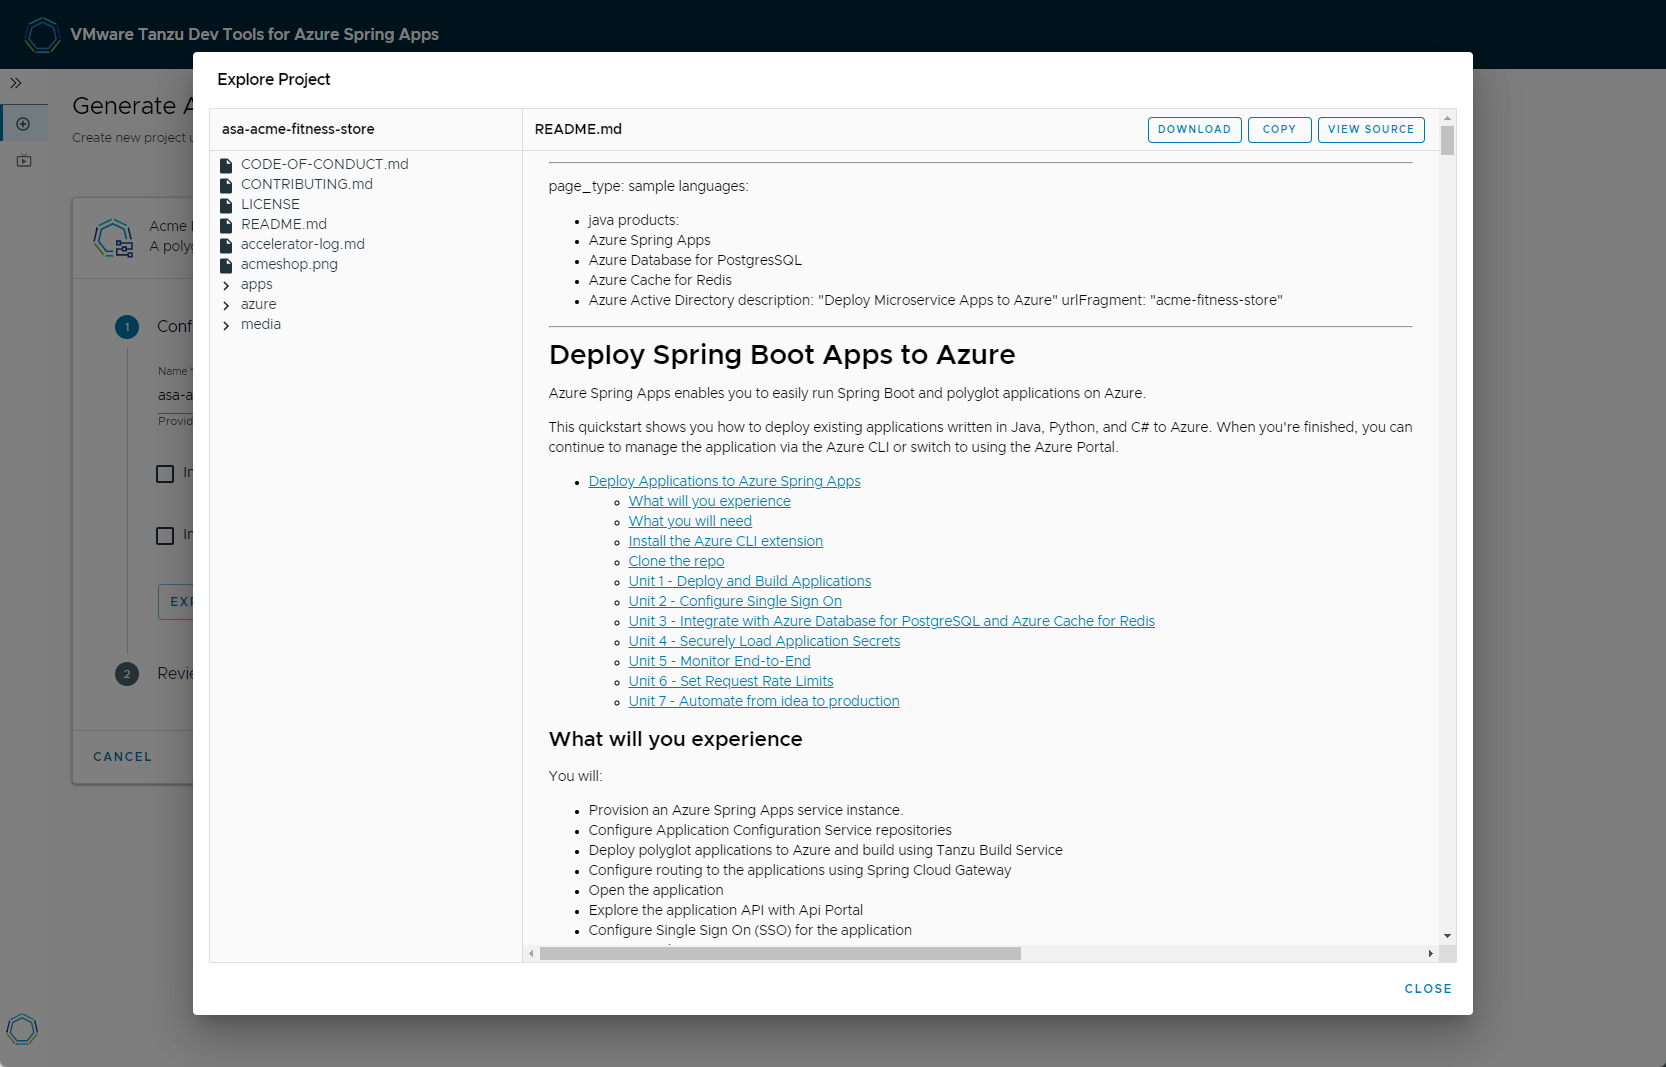 VMware Tanzu Dev Tools for Azure Spring Apps
Generate A
Create new project u
Acme
A polyg
1
Conf
Name *
asa-a
Provid
In
In
EXP
2
Revie
CANCEL
Explore Project
asa-acme-fitness-store
CODE-OF-CONDUCT.md
CONTRIBUTING.md
LICENSE
README.md
accelerator-log.md
acmeshop.png
apps
azure
media
README.md
DOWNLOAD
COPY
VIEW SOURCE
page_type: sample languages:
java products:
Azure Spring Apps
Azure Database for PostgresSQL
Azure Cache for Redis
Azure Active Directory description: "Deploy Microservice Apps to Azure" urlFragment: "acme-fitness-store"
Deploy Spring Boot Apps to Azure
Azure Spring Apps enables you to easily run Spring Boot and polyglot applications on Azure.
This quickstart shows you how to deploy existing applications written in Java, Python, and C# to Azure. When you're finished, you can
continue to manage the application via the Azure CLI or switch to using the Azure Portal.
Deploy Applications to Azure Spring Apps
What will you experience
What you will need
Install the Azure CLI extension
Clone the repo
Unit 1 - Deploy and Build Applications
Unit 2 - Configure Single Sign On
Unit 3 - Integrate with Azure Database for PostgreSQL and Azure Cache for Redis
Unit 4 - Securely Load Application Secrets
Unit 5 - Monitor End-to-End
Unit 6 - Set Request Rate Limits
Unit 7 - Automate from idea to production
What will you experience
You will:
Provision an Azure Spring Apps service instance.
Configure Application Configuration Service repositories
Deploy polyglot applications to Azure and build using Tanzu Build Service
Configure routing to the applications using Spring Cloud Gateway
Open the application
Explore the application API with Api Portal
Configure Single Sign On (SSO) for the application
CLOSE